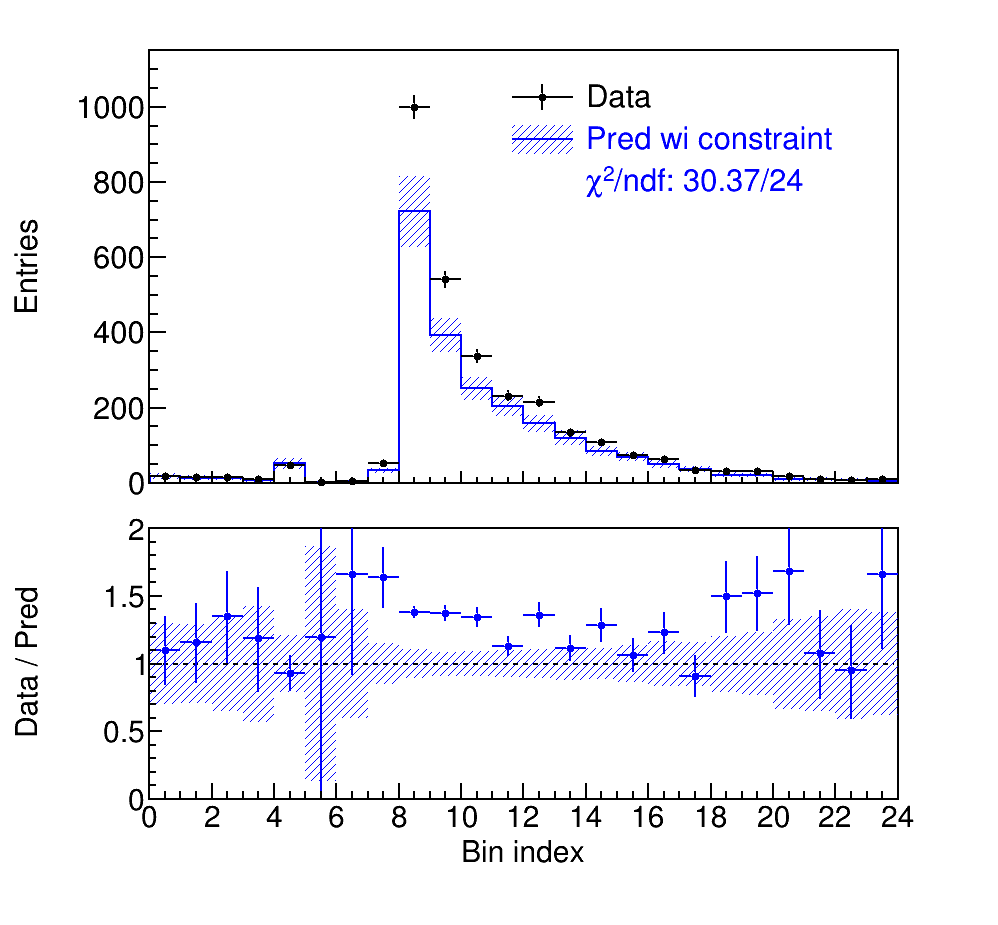 1000
800
600
400
200
0
Entries
Data
Pred wi constraint
χ²/ndf: 30.37/24
2
1.5
1
0.5
0
Data / Pred
0 2 4 6 8 10 12 14 16 18 20 22 24
Bin index